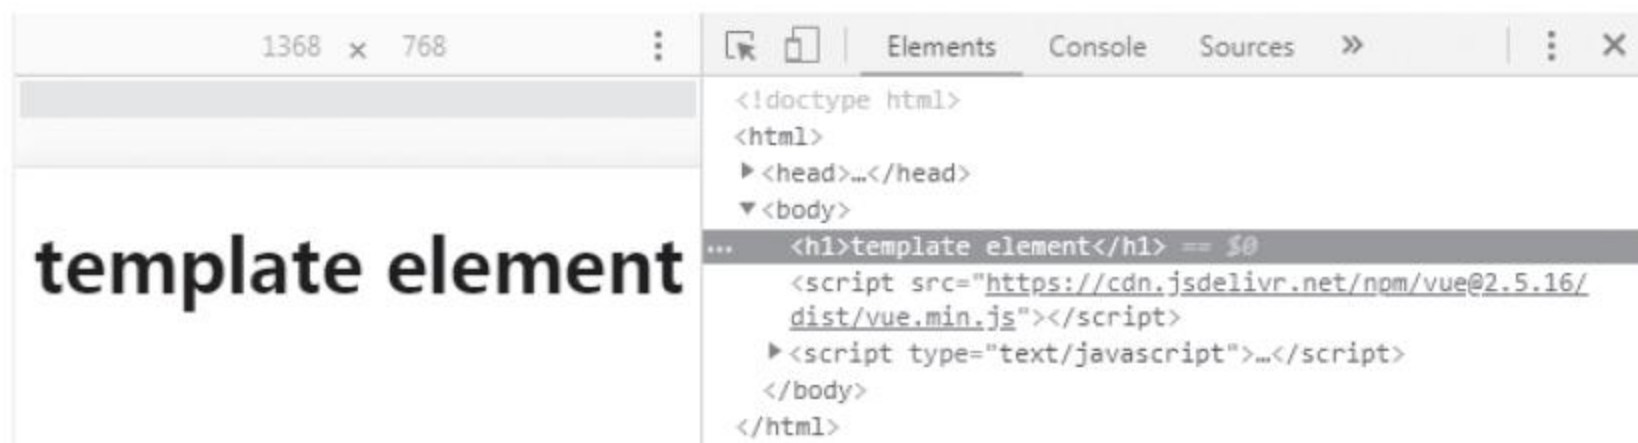 1368 × 768
Elements Console Sources »
<!doctype html>
<html>
<head>…</head>
<body>
template element
… <h1>template element</h1> == $0
<script src="https://cdn.jsdelivr.net/npm/vue@2.5.16/
dist/vue.min.js"></script>
<script type="text/javascript">…</script>
</body>
</html>